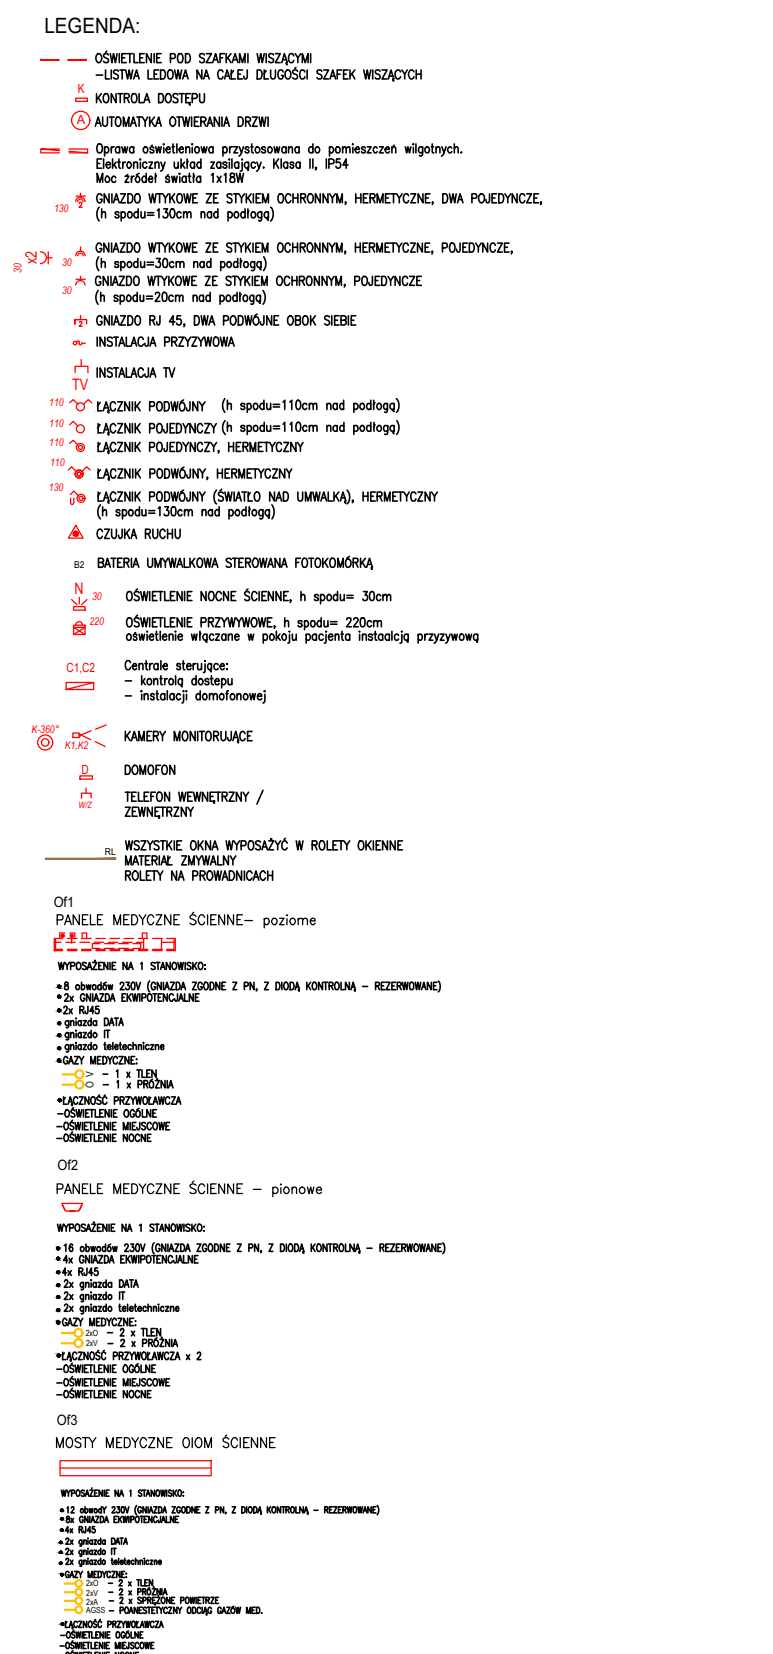 LEGENDA:
OŚWIETLENIE POD SZAFKAMI WISZĄCYMI
-LISTWA LEDOWA NA CAŁEJ DŁUGOŚCI SZAFEK WISZĄCYCH
K
KONTROLA DOSTĘPU
A AUTOMATYKA OTWIERANIA DRZWI
Oprawa oświetleniowa przystosowana do pomieszczeń wilgotnych.
Elektroniczny układ zasilający. Klasa II, IP54
Moc źródeł światła 1x18W
130 2 GNIAZDO WTYKOWE ZE STYKIEM OCHRONNYM, HERMETYCZNE, DWA POJEDYNCZE,
(h spodu=130cm nad podłogą)
30 x2 30 GNIAZDO WTYKOWE ZE STYKIEM OCHRONNYM, HERMETYCZNE, POJEDYNCZE,
(h spodu=30cm nad podłogą)
30 GNIAZDO WTYKOWE ZE STYKIEM OCHRONNYM, POJEDYNCZE
(h spodu=20cm nad podłogą)
2 GNIAZDO RJ 45, DWA PODWÓJNE OBOK SIEBIE
INSTALACJA PRZYZYWOWA
INSTALACJA TV
TV
110 ŁĄCZNIK PODWÓJNY (h spodu=110cm nad podłogą)
110 ŁĄCZNIK POJEDYNCZY (h spodu=110cm nad podłogą)
110 ŁĄCZNIK POJEDYNCZY, HERMETYCZNY
110 ŁĄCZNIK PODWÓJNY, HERMETYCZNY
130 U ŁĄCZNIK PODWÓJNY (ŚWIATŁO NAD UMWALKĄ), HERMETYCZNY
(h spodu=130cm nad podłogą)
CZUJKA RUCHU
B2 BATERIA UMYWALKOWA STEROWANA FOTOKOMÓRKĄ
N
30 OŚWIETLENIE NOCNE ŚCIENNE, h spodu= 30cm
220 OŚWIETLENIE PRZYWYWOWE, h spodu= 220cm
oświetlenie włączane w pokoju pacjenta instaalcją przyzywową
C1,C2 Centrale sterujące:
- kontrolą dostepu
- instalacji domofonowej
K-360°
K1,K2 KAMERY MONITORUJĄCE
D DOMOFON
W/Z TELEFON WEWNĘTRZNY /
ZEWNĘTRZNY
RL WSZYSTKIE OKNA WYPOSAŻYĆ W ROLETY OKIENNE
MATERIAŁ ZMYWALNY
ROLETY NA PROWADNICACH
Of1
PANELE MEDYCZNE ŚCIENNE- poziome
WYPOSAŻENIE NA 1 STANOWISKO:
•8 obwodów 230V (GNIAZDA ZGODNE Z PN, Z DIODĄ KONTROLNĄ - REZERWOWANE)
•2x GNIAZDA EKWIPOTENCJALNE
•2x RJ45
• gniazda DATA
• gniazdo IT
• gniazdo teletechniczne
•GAZY MEDYCZNE:
V - 1 x TLEN
O - 1 x PRÓŻNIA
•ŁĄCZNOŚĆ PRZYWOŁAWCZA
-OŚWIETLENIE OGÓLNE
-OŚWIETLENIE MIEJSCOWE
-OŚWIETLENIE NOCNE
Of2
PANELE MEDYCZNE ŚCIENNE - pionowe
WYPOSAŻENIE NA 1 STANOWISKO:
•16 obwodów 230V (GNIAZDA ZGODNE Z PN, Z DIODĄ KONTROLNĄ - REZERWOWANE)
•4x GNIAZDA EKWIPOTENCJALNE
•4x RJ45
• 2x gniazda DATA
• 2x gniazdo IT
• 2x gniazdo teletechniczne
•GAZY MEDYCZNE:
2xO - 2 x TLEN
2xV - 2 x PRÓŻNIA
•ŁĄCZNOŚĆ PRZYWOŁAWCZA x 2
-OŚWIETLENIE OGÓLNE
-OŚWIETLENIE MIEJSCOWE
-OŚWIETLENIE NOCNE
Of3
MOSTY MEDYCZNE OIOM ŚCIENNE
WYPOSAŻENIE NA 1 STANOWISKO:
•12 obwodY 230V (GNIAZDA ZGODNE Z PN, Z DIODĄ KONTROLNĄ - REZERWOWANE)
•8x GNIAZDA EKWIPOTENCJALNE
•4x RJ45
• 2x gniazda DATA
• 2x gniazdo IT
• 2x gniazdo teletechniczne
•GAZY MEDYCZNE:
2xO - 2 x TLEN
2xV - 2 x PRÓŻNIA
2xA - 2 x SPRĘŻONE POWIETRZE
AGSS - POANESTETYCZNY ODCIĄG GAZÓW MED.
•ŁĄCZNOŚĆ PRZYWOŁAWCZA
-OŚWIETLENIE OGÓLNE
-OŚWIETLENIE MIEJSCOWE